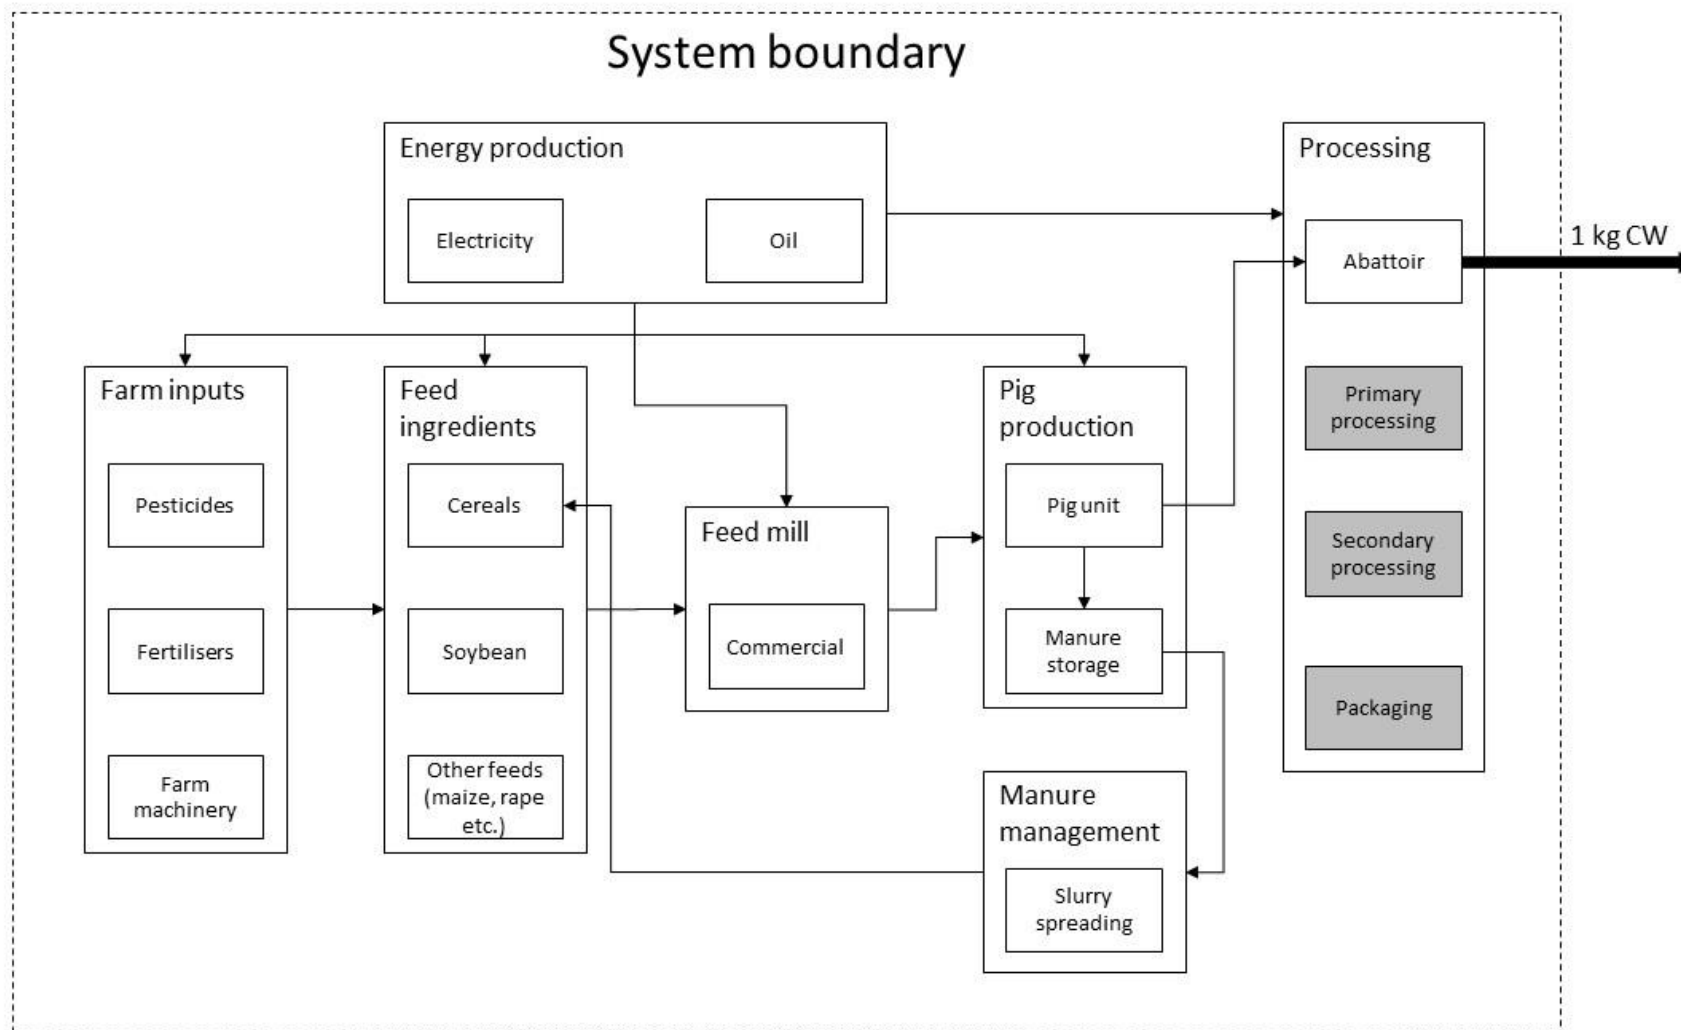 System boundary
Energy production
Electricity
Oil
Processing
Abattoir
1 kg CW
Primary
processing
Secondary
processing
Packaging
Farm inputs
Pesticides
Fertilisers
Farm
machinery
Feed
ingredients
Cereals
Soybean
Other feeds
(maize, rape
etc.)
Feed mill
Commercial
Pig
production
Pig unit
Manure
storage
Manure
management
Slurry
spreading